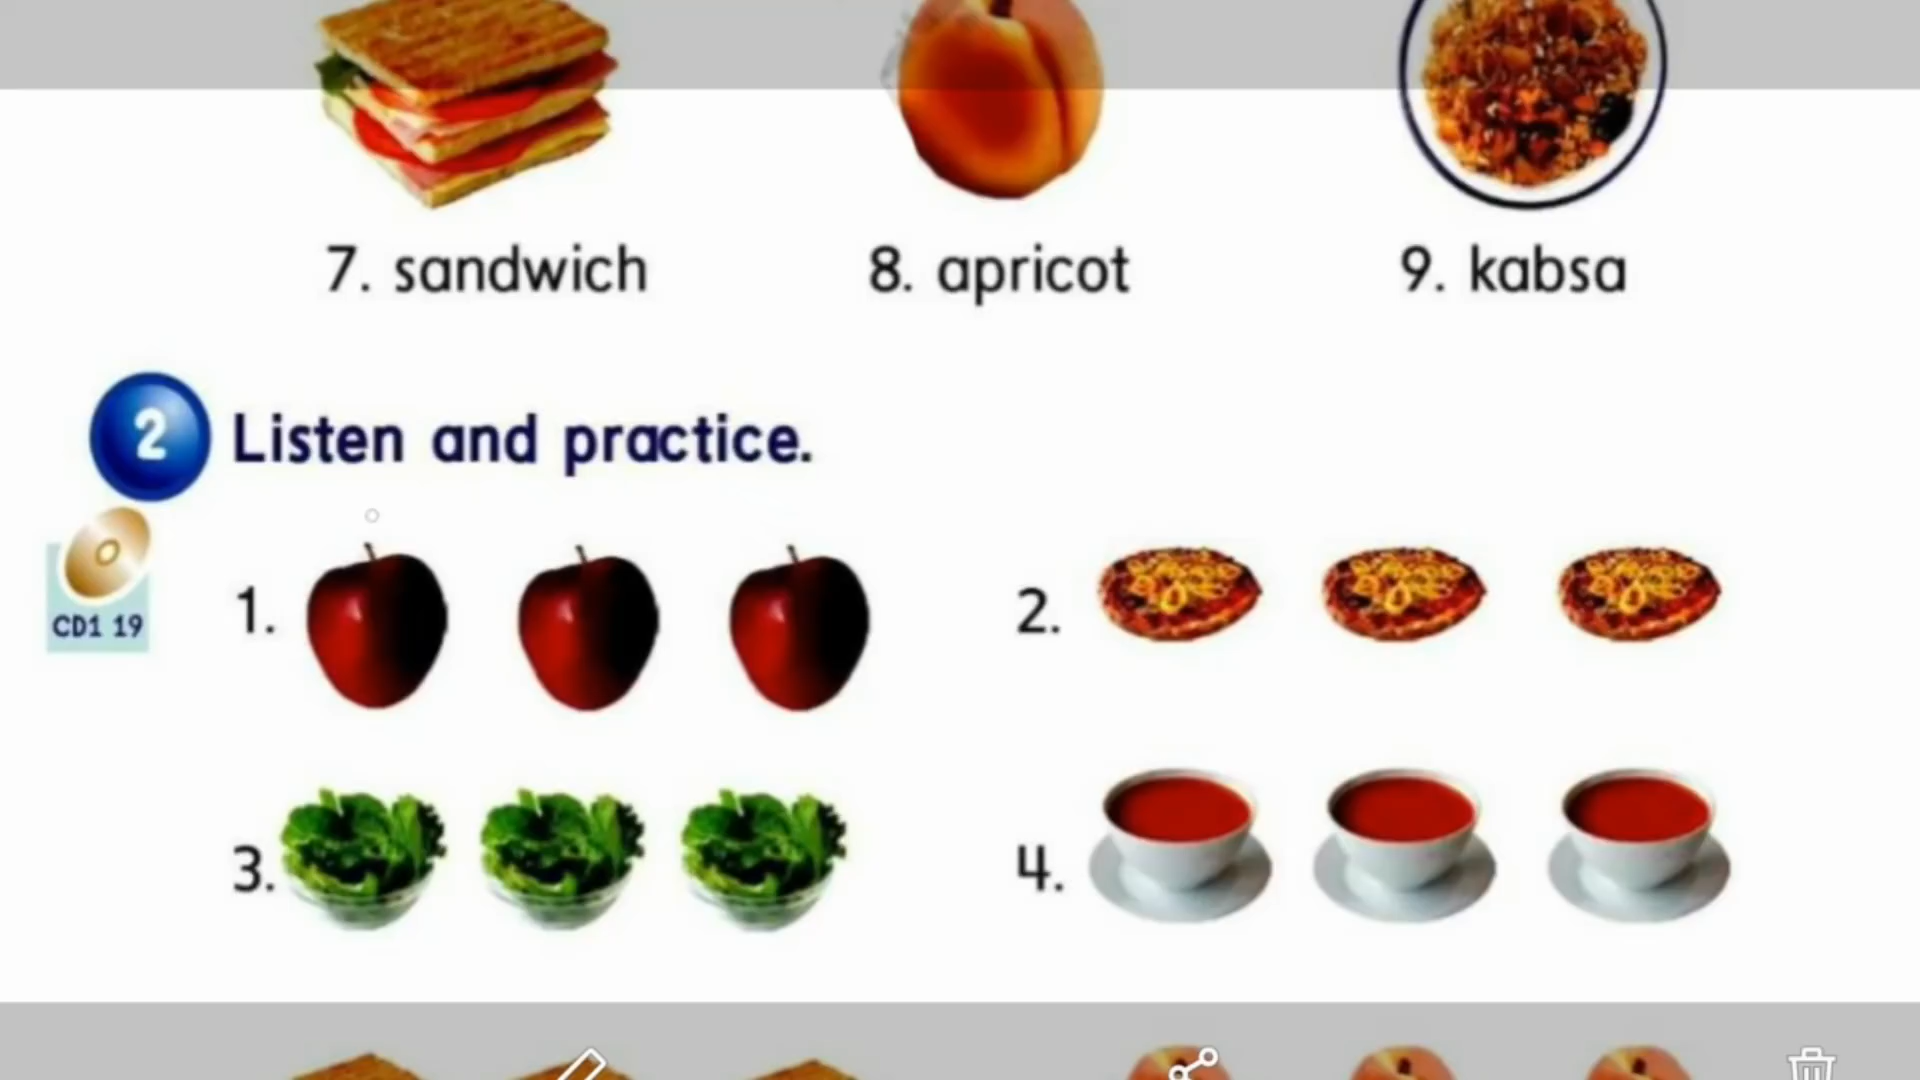 7. sandwich 8. apricot 9. kabsa
2 Listen and practice.
CD1 19
1. 2.
3. 4.